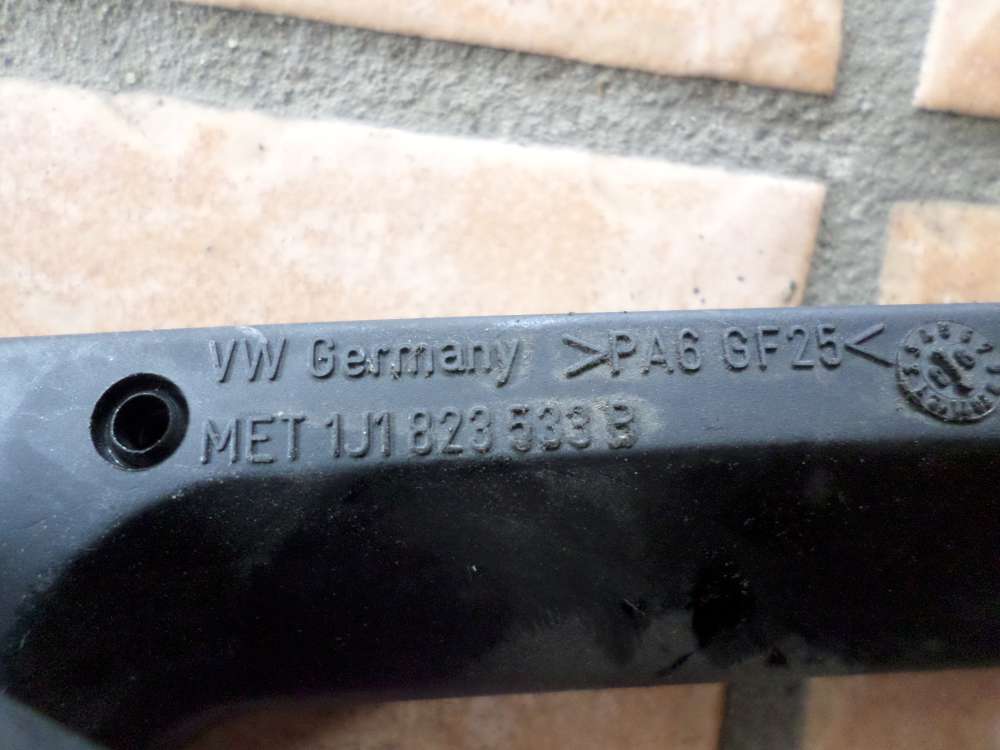 VW Germany >PA6 GF25<
MET 1J1 823 533 B